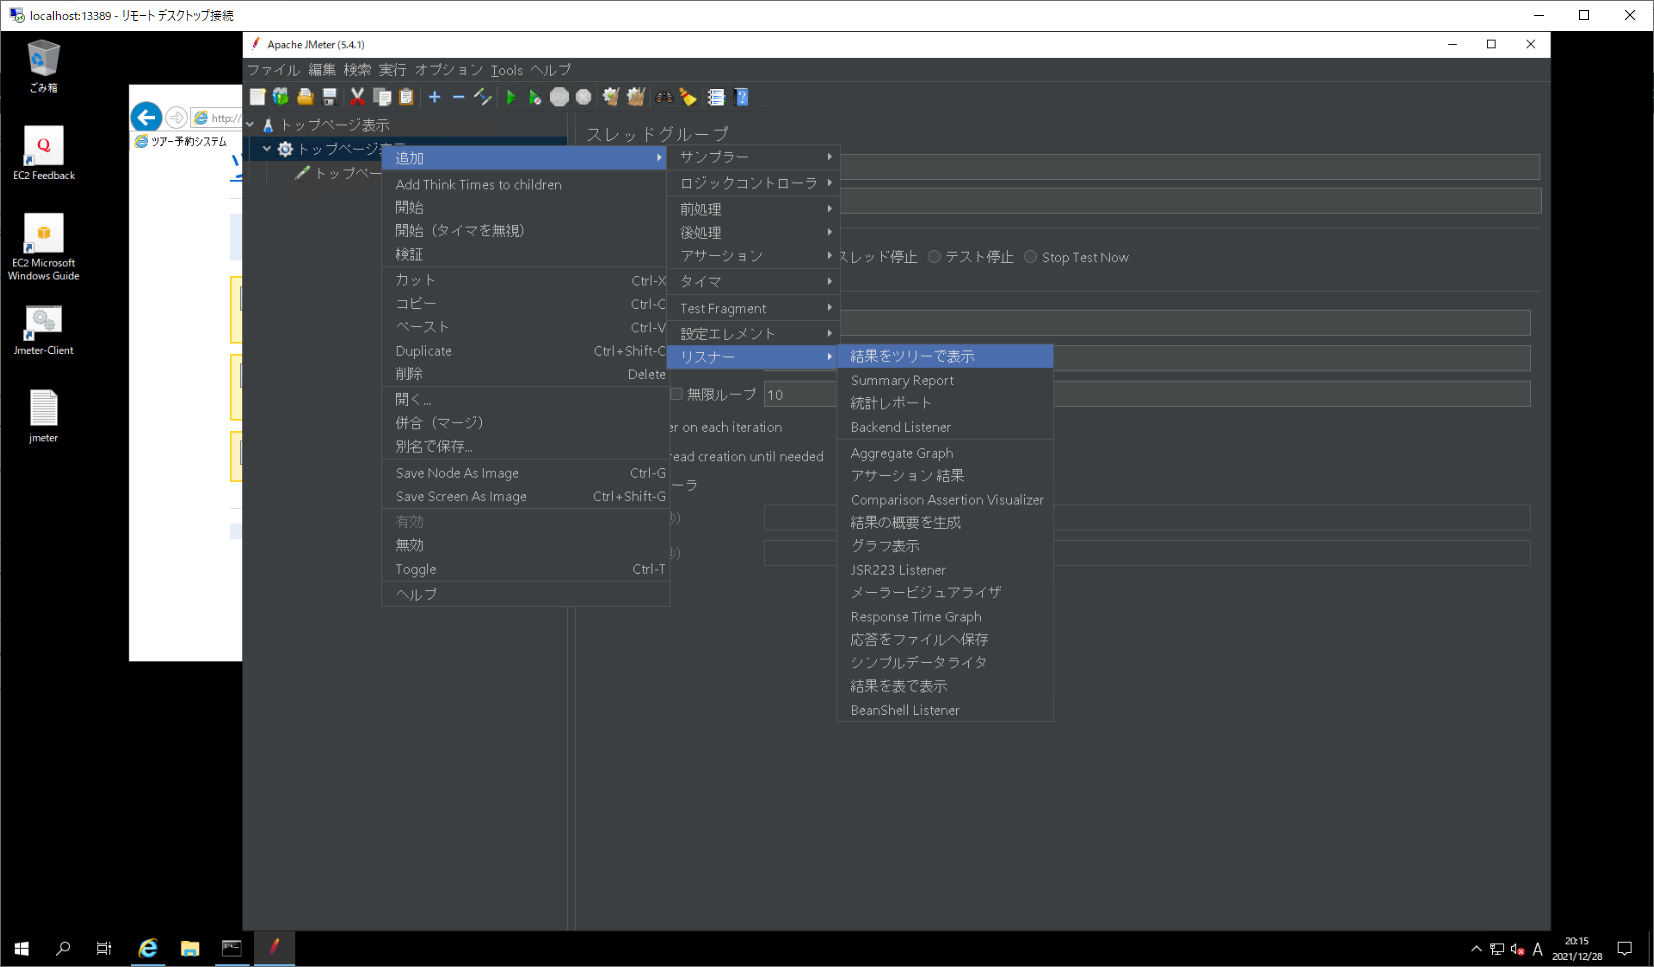 localhost:13389 - リモート デスクトップ接続
ごみ箱
EC2 Feedback
EC2 Microsoft
Windows Guide
Jmeter-Client
jmeter
http://
ツアー予約システム
Apache JMeter (5.4.1)
ファイル 編集 検索 実行 オプション Tools ヘルプ
トップページ表示
トップページ表
トップペー
スレッドグループ
追加
Add Think Times to children
開始
開始（タイマを無視）
検証
カット Ctrl-X
コピー Ctrl-C
ペースト Ctrl-V
Duplicate Ctrl+Shift-C
削除 Delete
開く...
併合（マージ）
別名で保存...
Save Node As Image Ctrl-G
Save Screen As Image Ctrl+Shift-G
有効
無効
Toggle Ctrl-T
ヘルプ
サンプラー
ロジックコントローラ
前処理
後処理
アサーション
タイマ
Test Fragment
設定エレメント
リスナー
スレッド停止 テスト停止 Stop Test Now
無限ループ 10
er on each iteration
read creation until needed
ーラ
秒)
秒)
結果をツリーで表示
Summary Report
統計レポート
Backend Listener
Aggregate Graph
アサーション 結果
Comparison Assertion Visualizer
結果の概要を生成
グラフ表示
JSR223 Listener
メーラービジュアライザ
Response Time Graph
応答をファイルへ保存
シンプルデータライタ
結果を表で表示
BeanShell Listener
A
20:15
2021/12/28